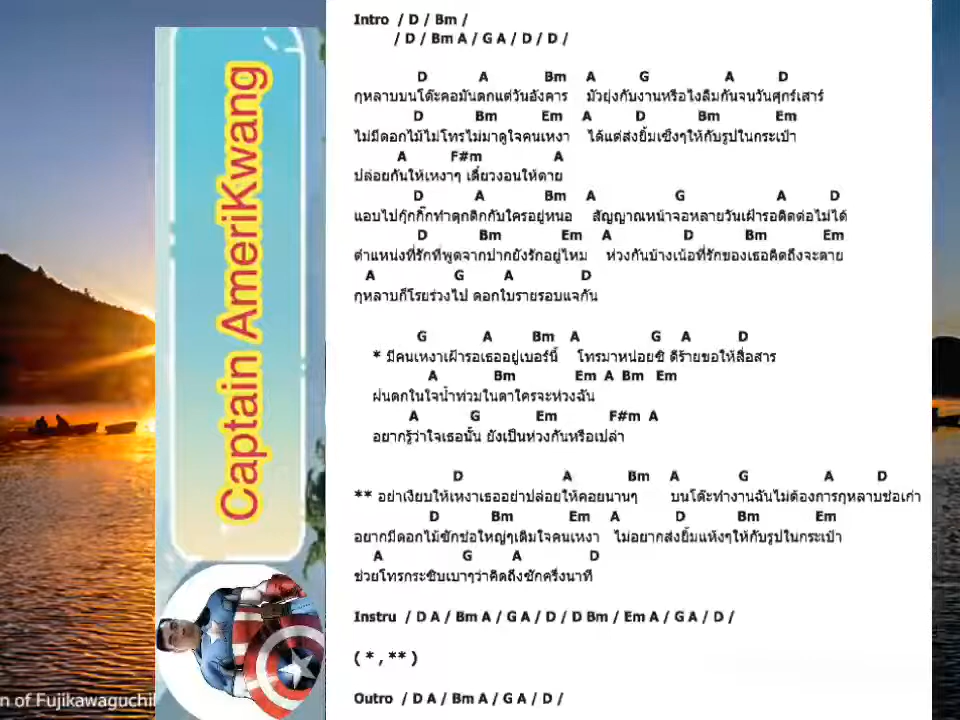 Intro / D / Bm /
/ D / Bm A / G A / D / D /
D A Bm A G A D
กุหลาบบนโต๊ะคอมันตกแต่วันอังคาร มัวยุ่งกับงานหรือไงลืมกันจนวันศุกร์เสาร์
D Bm Em A D Bm Em
ไม่มีดอกไม้ไม่โทรไม่มาดูใจคนเหงา ได้แต่ส่งยิ้มเซ็งๆให้กับรูปในกระเป๋า
A F#m A
ปล่อยกันให้เหงาๆ เลี้ยวงอนให้ตาย
D A Bm A G A D
แอบไปกุ๊กกิ๊กทำตุกติกกับใครอยู่หนอ สัญญาณหน้าจอหลายวันเฝ้ารอติดต่อไม่ได้
D Bm Em A D Bm Em
ตำแหน่งที่รักที่พูดจากปากยังรักอยู่ไหม ห่วงกันบ้างเน้อที่รักของเธอคิดถึงจะตาย
A G A D
กุหลาบก็โรยร่วงไป ดอกใบรายรอบแจกัน
G A Bm A G A D
* มีคนเหงาเฝ้ารอเธออยู่เบอร์นี้ โทรมาหน่อยซิ ดีร้ายขอให้สื่อสาร
A Bm Em A Bm Em
ฝนตกในใจน้ำท่วมในตาใครจะห่วงฉัน
A G Em F#m A
อยากรู้ว่าใจเธอนั้น ยังเป็นห่วงกันหรือเปล่า
D A Bm A G A D
** อย่าเงียบให้เหงาเธออย่าปล่อยให้คอยนานๆ บนโต๊ะทำงานฉันไม่ต้องการกุหลาบช่อเก่า
D Bm Em A D Bm Em
อยากมีดอกไม้ซักช่อใหญ่ๆเติมใจคนเหงา ไม่อยากส่งยิ้มแห้งๆให้กับรูปในกระเป๋า
A G A D
ช่วยโทรกระซิบเบาๆว่าคิดถึงซักครึ่งนาที
Instru / D A / Bm A / G A / D / D Bm / Em A / G A / D /
( * , ** )
Outro / D A / Bm A / G A / D /
Captain AmeriKwang
n of Fujikawaguchi